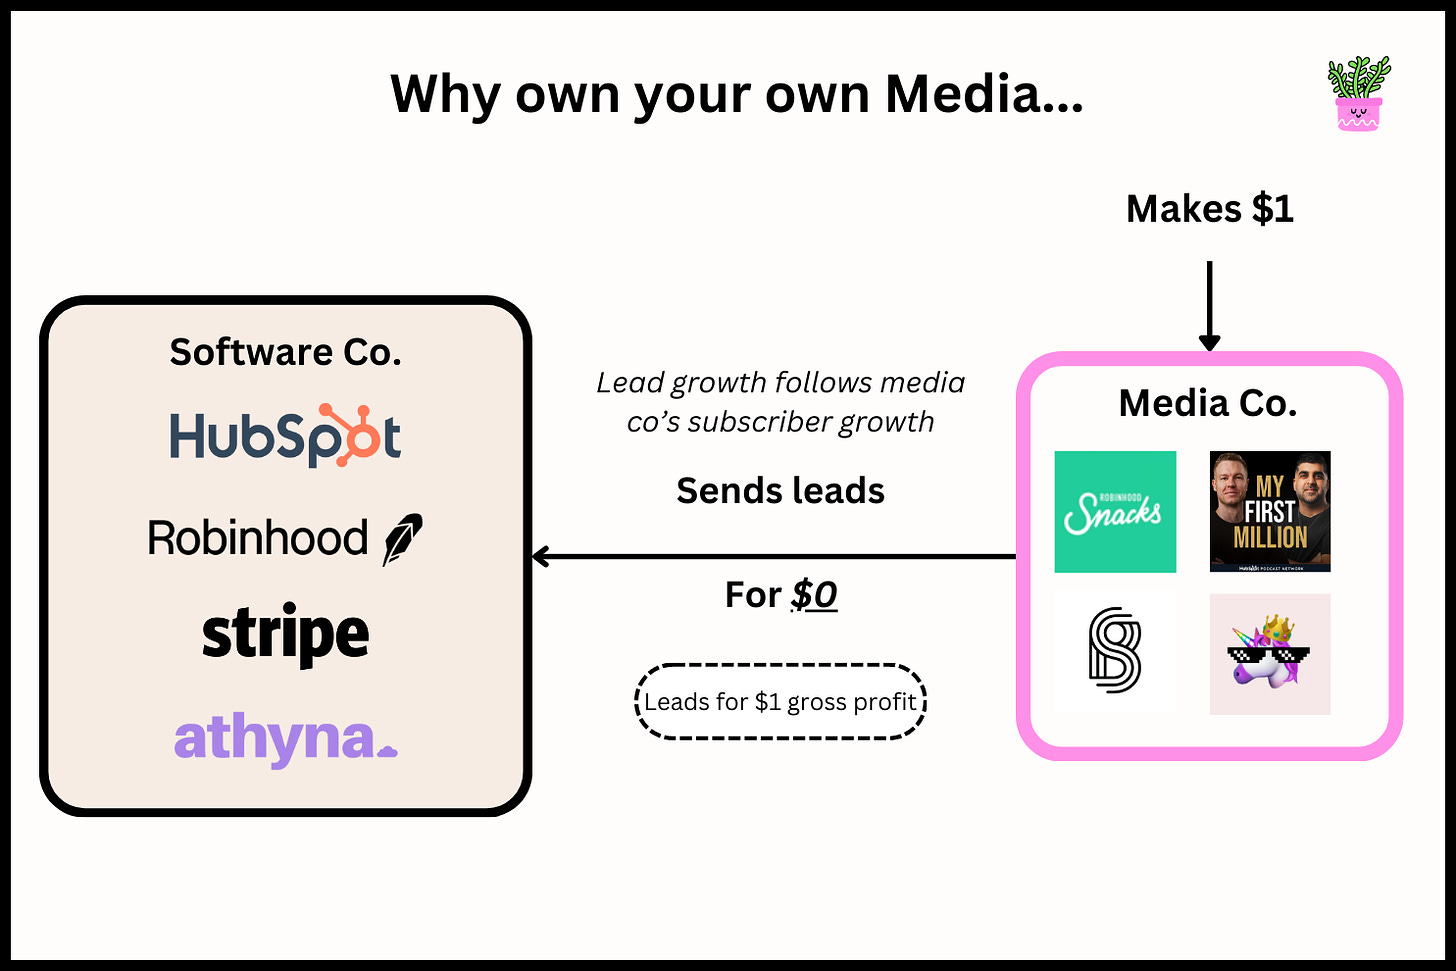 Why own your own Media...
Makes $1
Software Co.
HubSpot
Robinhood
stripe
athyna
Lead growth follows media
co's subscriber growth
Sends leads
For $0
Leads for $1 gross profit
Media Co.
ROBINHOOD
Snacks
MY
FIRST
MILLION
HubSpot PODCAST NETWORK